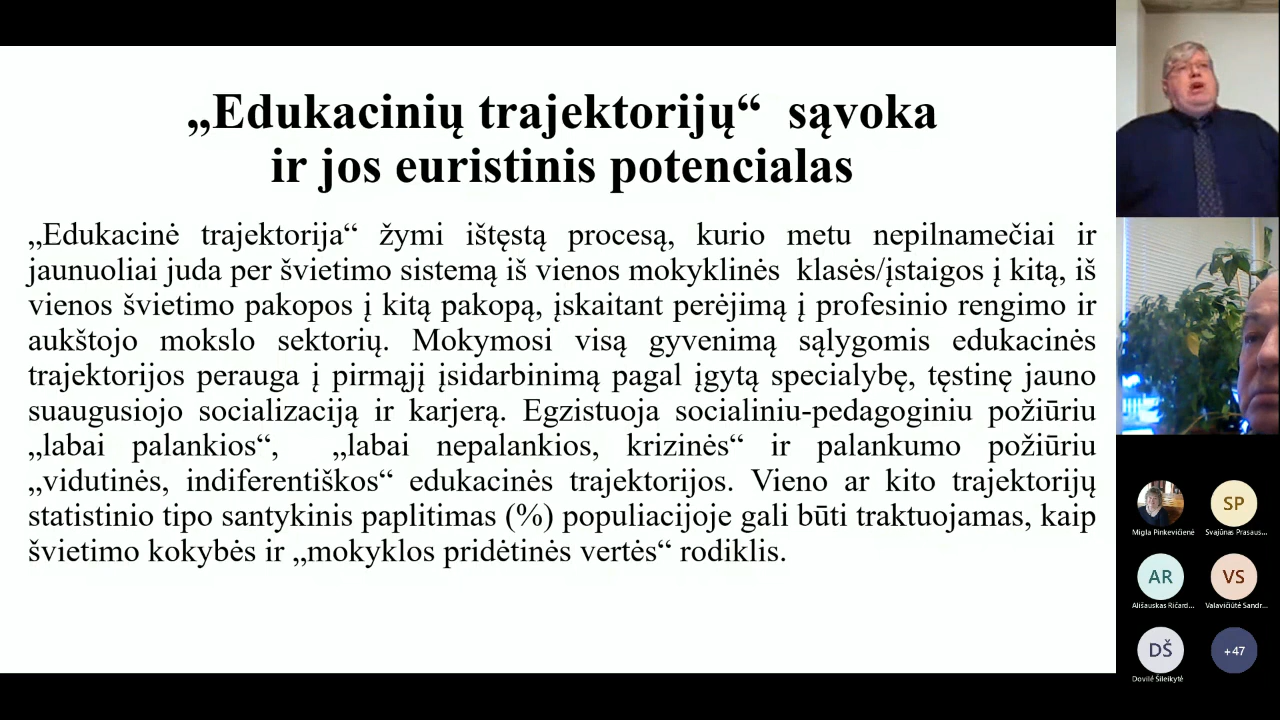 „Edukacinių trajektorijų“ sąvoka
ir jos euristinis potencialas
„Edukacinė trajektorija“ žymi ištęstą procesą, kurio metu nepilnamečiai ir
jaunuoliai juda per švietimo sistemą iš vienos mokyklinės klasės/įstaigos į kitą, iš
vienos švietimo pakopos į kitą pakopą, įskaitant perėjimą į profesinio rengimo ir
aukštojo mokslo sektorių. Mokymosi visą gyvenimą sąlygomis edukacinės
trajektorijos perauga į pirmąjį įsidarbinimą pagal įgytą specialybę, tęstinę jauno
suaugusiojo socializaciją ir karjerą. Egzistuoja socialiniu-pedagoginiu požiūriu
„labai palankios“, „labai nepalankios, krizinės“ ir palankumo požiūriu
„vidutinės, indiferentiškos“ edukacinės trajektorijos. Vieno ar kito trajektorijų
statistinio tipo santykinis paplitinas (%) populiacijoje gali būti traktuojamas, kaip
švietimo kokybės ir „mokyklos pridėtinės vertės“ rodiklis.
Migla Pinkevičienė
SP
Svajūnas Prasaus...
AR
Ališauskas Ričard...
VS
Valavičiūtė Sandr...
DŠ
Dovilė Šileikytė
+47